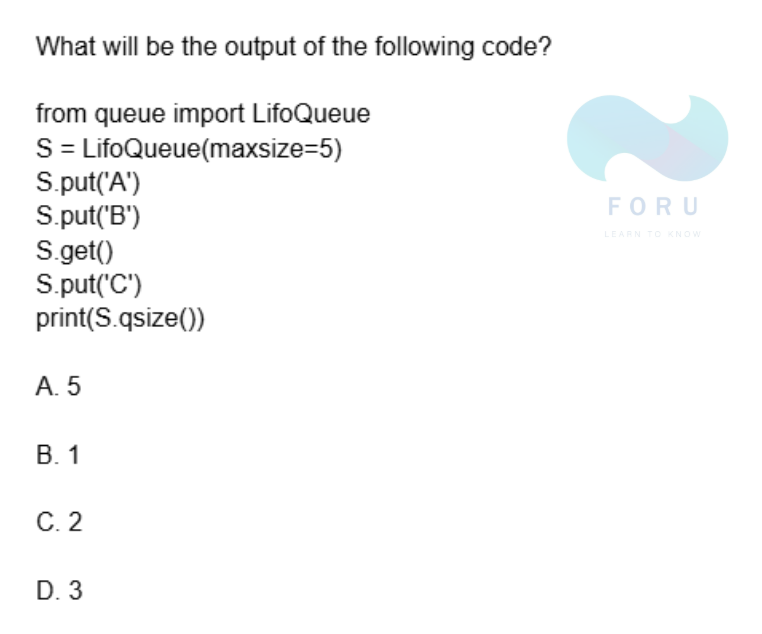 What will be the output of the following code?
from queue import LifoQueue
S = LifoQueue(maxsize=5)
S.put('A')
S.put('B')
S.get()
S.put('C')
print(S.qsize())
FORU
LEARN TO KNOW
A. 5
B. 1
C. 2
D. 3